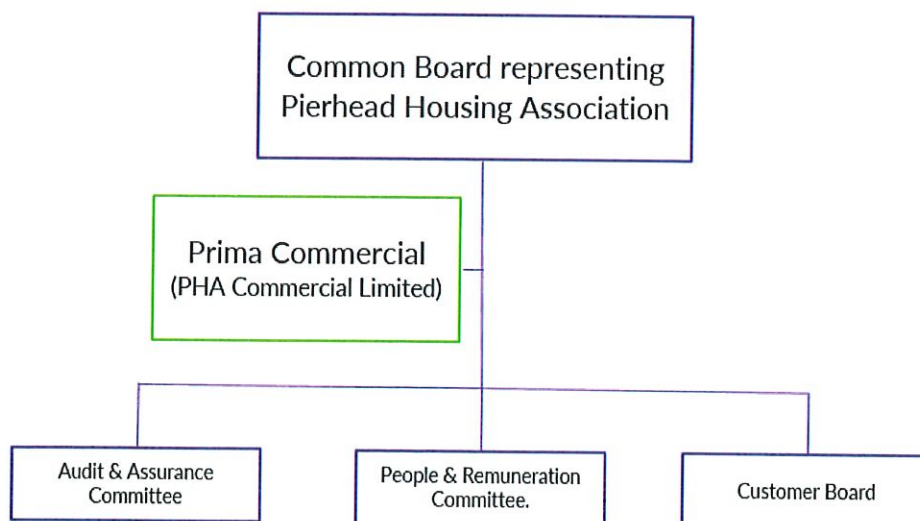 Common Board representing
Pierhead Housing Association
Prima Commercial
(PHA Commercial Limited)
Audit & Assurance
Committee
People & Remuneration
Committee.
Customer Board